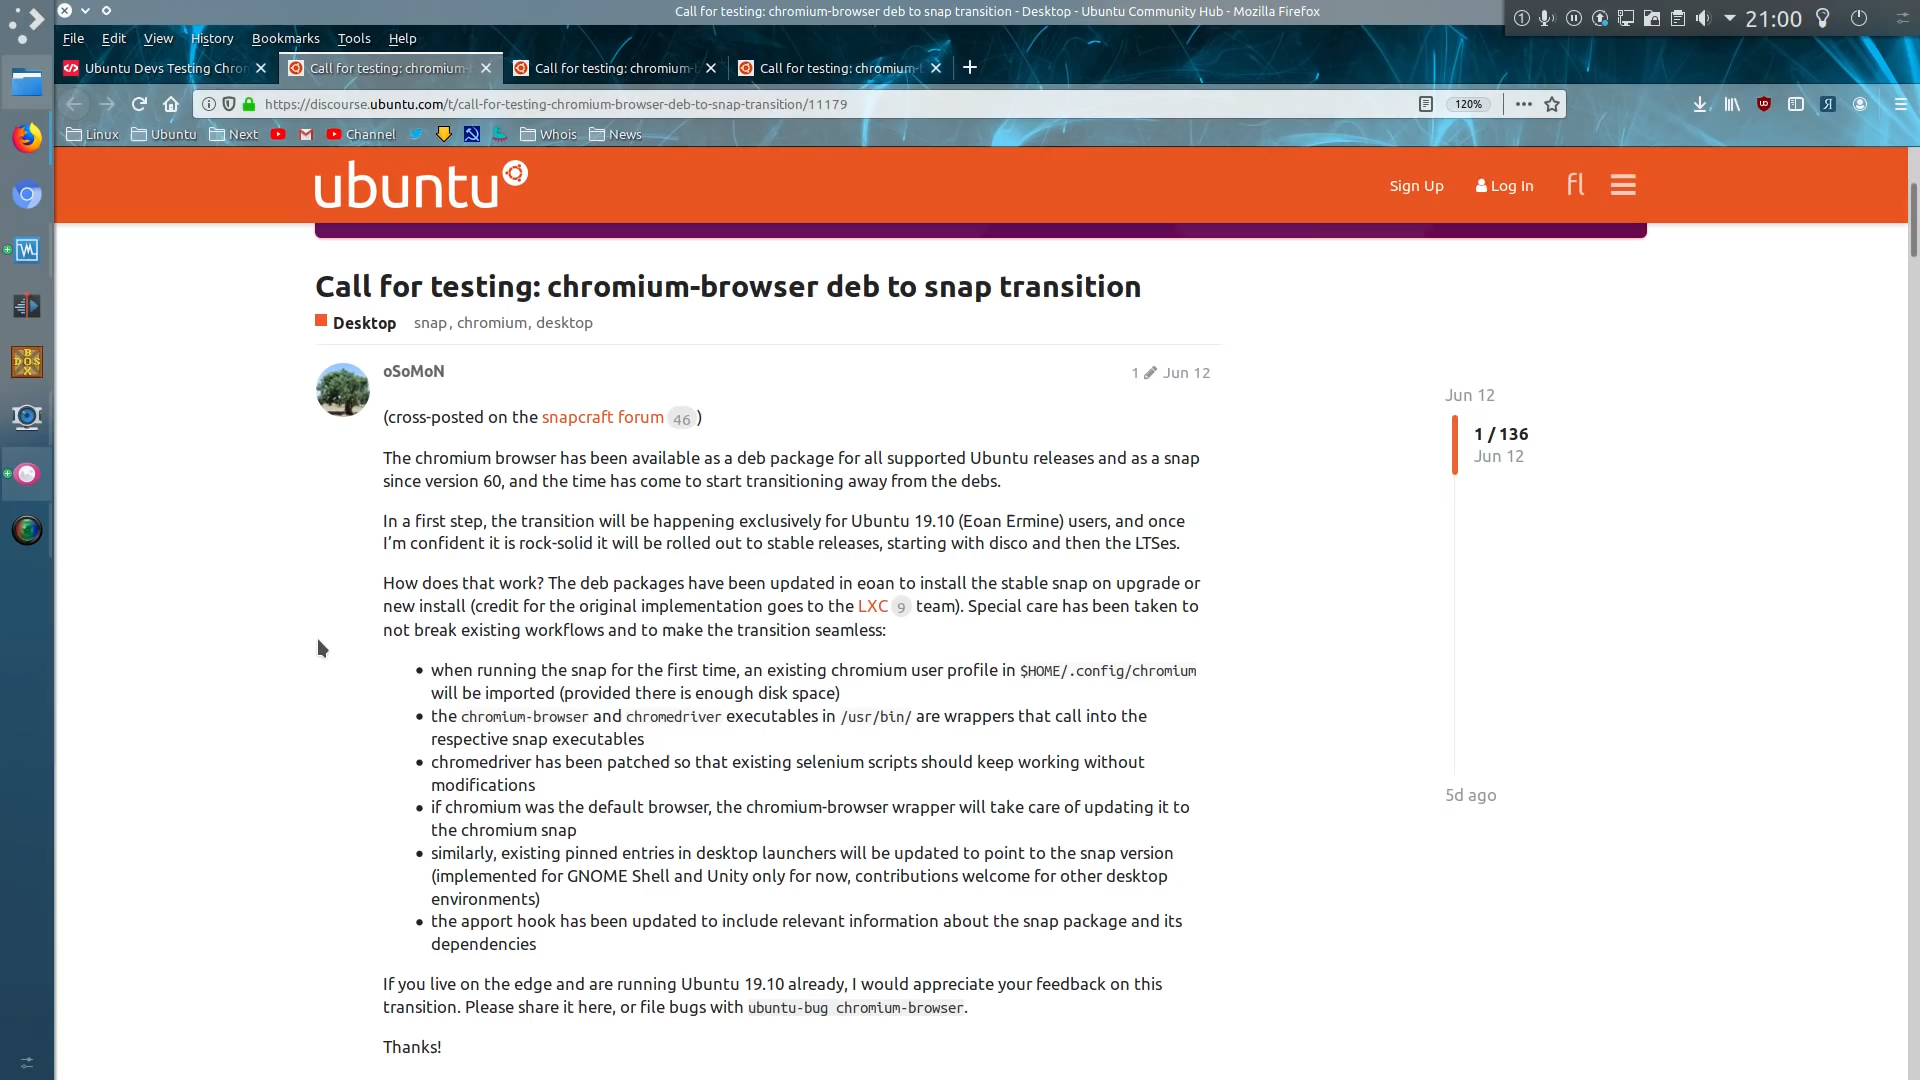 Call for testing: chromium-browser deb to snap transition - Desktop - Ubuntu Community Hub - Mozilla Firefox
21:00
File Edit View History Bookmarks Tools Help
Ubuntu Devs Testing Chron
Call for testing: chromium-
Call for testing: chromium-
Call for testing: chromium-
https://discourse.ubuntu.com/t/call-for-testing-chromium-browser-deb-to-snap-transition/11179
120%
Linux Ubuntu Next Channel Whois News
ubuntu
Sign Up Log In
Call for testing: chromium-browser deb to snap transition
Desktop snap, chromium, desktop
oSoMoN
1 Jun 12
(cross-posted on the snapcraft forum 46 )
The chromium browser has been available as a deb package for all supported Ubuntu releases and as a snap
since version 60, and the time has come to start transitioning away from the debs.
In a first step, the transition will be happening exclusively for Ubuntu 19.10 (Eoan Ermine) users, and once
I’m confident it is rock-solid it will be rolled out to stable releases, starting with disco and then the LTSes.
How does that work? The deb packages have been updated in eoan to install the stable snap on upgrade or
new install (credit for the original implementation goes to the LXC 9 team). Special care has been taken to
not break existing workflows and to make the transition seamless:
• when running the snap for the first time, an existing chromium user profile in $HOME/.config/chromium
will be imported (provided there is enough disk space)
• the chromium-browser and chromedriver executables in /usr/bin/ are wrappers that call into the
respective snap executables
• chromedriver has been patched so that existing selenium scripts should keep working without
modifications
• if chromium was the default browser, the chromium-browser wrapper will take care of updating it to
the chromium snap
• similarly, existing pinned entries in desktop launchers will be updated to point to the snap version
(implemented for GNOME Shell and Unity only for now, contributions welcome for other desktop
environments)
• the apport hook has been updated to include relevant information about the snap package and its
dependencies
If you live on the edge and are running Ubuntu 19.10 already, I would appreciate your feedback on this
transition. Please share it here, or file bugs with ubuntu-bug chromium-browser.
Thanks!
Jun 12
1 / 136
Jun 12
5d ago